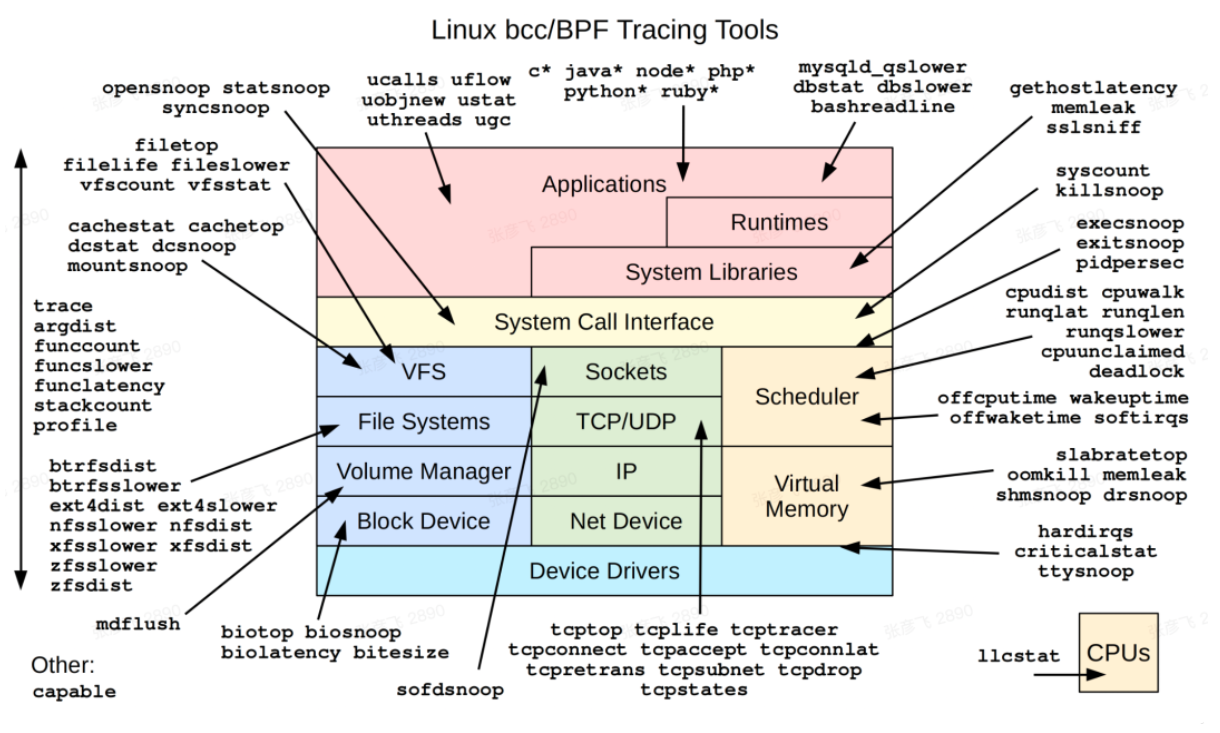 Linux bcc/BPF Tracing Tools
opensnoop statsnoop
syncsnoop
ucalls uflow
uobjnew ustat
uthreads ugc
c* java* node* php*
python* ruby*
mysqld_qslower
dbstat dbslower
bashreadline
gethostlatency
memleak
sslsniff
filetop
filelife fileslower
vfscount vfsstat
syscount
killsnoop
cachestat cachetop
dcstat dcsnoop
mountsnoop
execsnoop
exitsnoop
pidpersec
trace
argdist
funccount
funcslower
funclatency
stackcount
profile
cpudist cpuwalk
runqlat runqlen
runqslower
cpuunclaimed
deadlock
offcputime wakeuptime
offwaketime softirqs
btrfsdist
btrfsslower
ext4dist ext4slower
nfsslower nfsdist
xfsslower xfsdist
zfsslower
zfsdist
slabratetop
oomkill memleak
shmsnoop drsnoop
hardirqs
criticalstat
ttysnoop
Applications
Runtimes
System Libraries
System Call Interface
VFS
Sockets
Scheduler
File Systems
TCP/UDP
Volume Manager
IP
Virtual
Memory
Block Device
Net Device
Device Drivers
mdflush
biotop biosnoop
biolatency bitesize
sofdsnoop
tcptop tcplife tcptracer
tcpconnect tcpaccept tcpconnlat
tcpretrans tcpsubnet tcpdrop
tcpstates
llcstat
CPUs
Other:
capable
张彦飞 2890